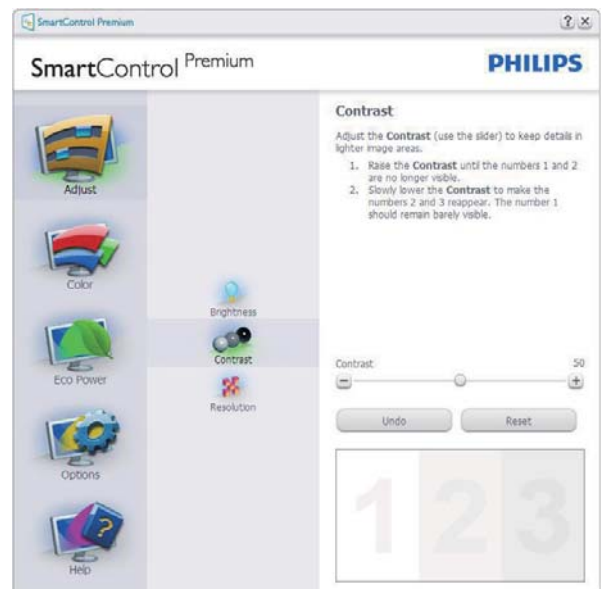 SmartControl Premium
? ×
SmartControl Premium
PHILIPS
Adjust
Color
Eco Power
Options
Help
Brightness
Contrast
Resolution
Contrast
Adjust the Contrast (use the slider) to keep details in
lighter image areas.
1. Raise the Contrast until the numbers 1 and 2
are no longer visible.
2. Slowly lower the Contrast to make the
numbers 2 and 3 reappear. The number 1
should remain barely visible.
Contrast 50
Undo Reset
1 2 3